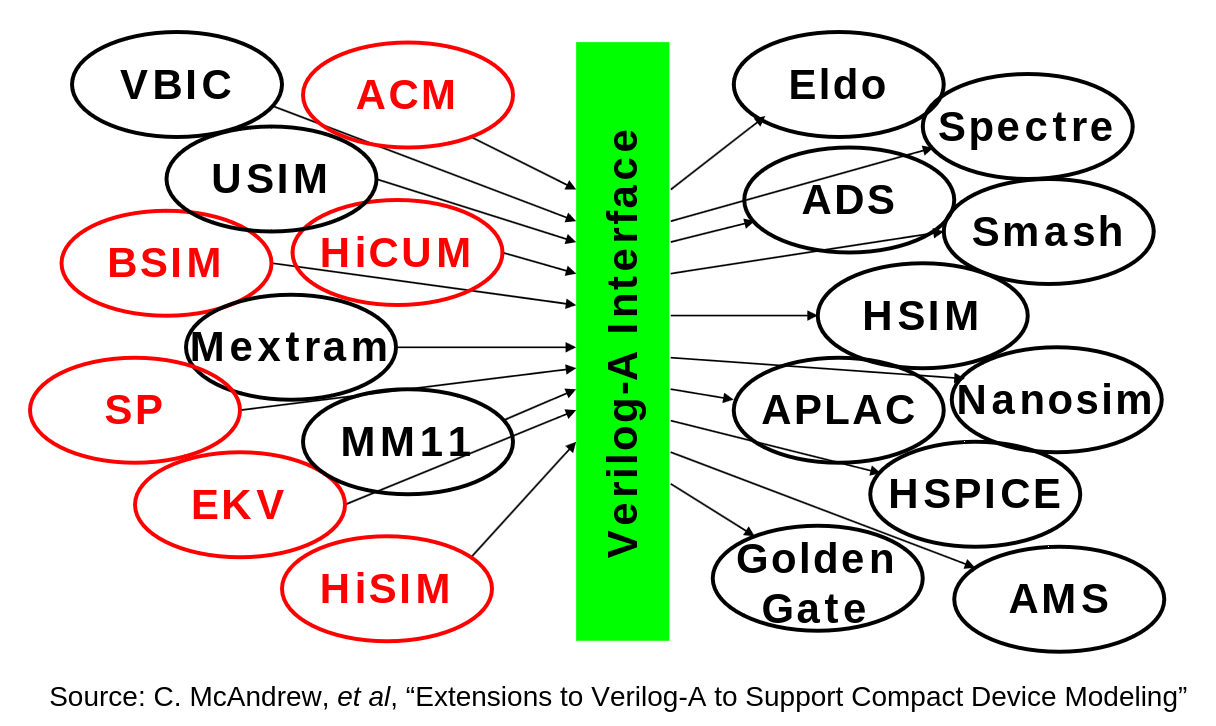 VBIC
ACM
USIM
BSIM
HiCUM
Mextram
SP
MM11
EKV
HiSIM
Verilog-A Interface
Eldo
Spectre
ADS
Smash
HSIM
Nanosim
APLAC
HSPICE
Golden
Gate
AMS
Source: C. McAndrew, et al, “Extensions to Verilog-A to Support Compact Device Modeling”